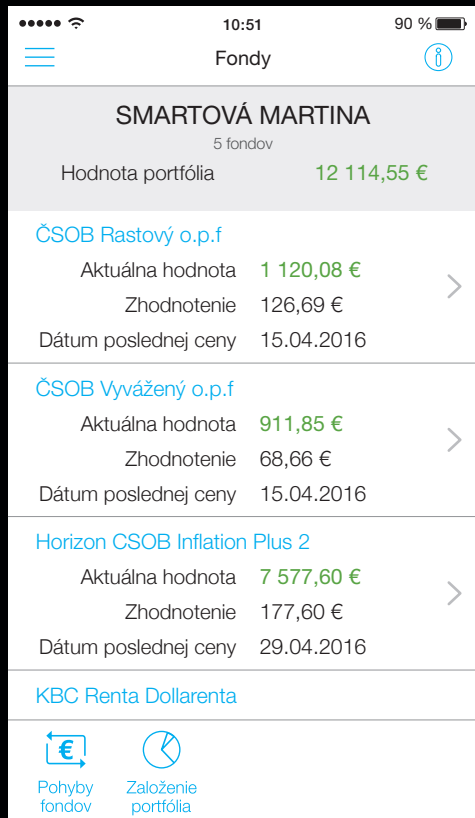 10:51
90 %
Fondy
SMARTOVÁ MARTINA
5 fondov
Hodnota portfólia 12 114,55 €
ČSOB Rastový o.p.f
Aktuálna hodnota 1 120,08 €
Zhodnotenie 126,69 €
Dátum poslednej ceny 15.04.2016
ČSOB Vyvážený o.p.f
Aktuálna hodnota 911,85 €
Zhodnotenie 68,66 €
Dátum poslednej ceny 15.04.2016
Horizon CSOB Inflation Plus 2
Aktuálna hodnota 7 577,60 €
Zhodnotenie 177,60 €
Dátum poslednej ceny 29.04.2016
KBC Renta Dollarenta
€
Pohyby
fondov
Založenie
portfólia